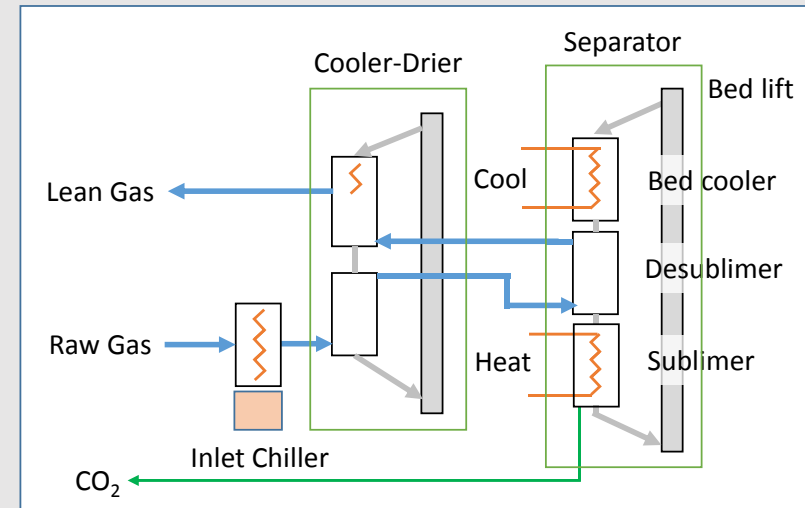 Separator
Cooler-Drier
Bed lift
Cool
Bed cooler
Lean Gas
Desublimer
Raw Gas
Heat
Sublimer
Inlet Chiller
CO₂